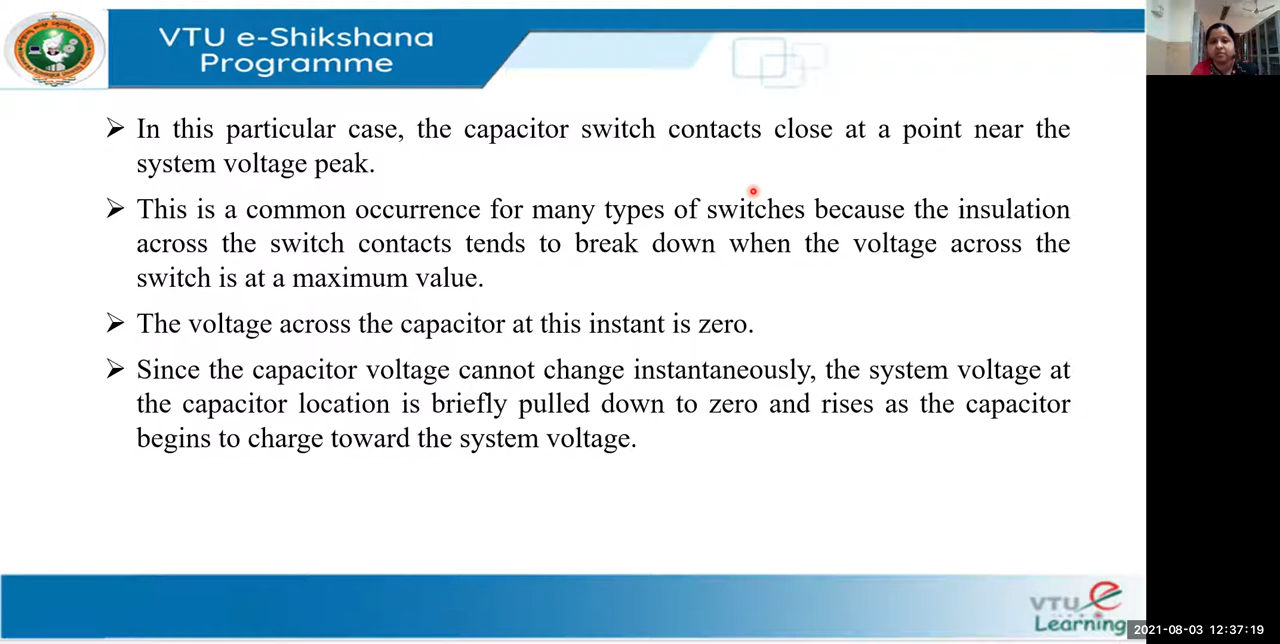 VTU e-Shikshana
Programme
➢ In this particular case, the capacitor switch contacts close at a point near the
system voltage peak.
➢ This is a common occurrence for many types of switches because the insulation
across the switch contacts tends to break down when the voltage across the
switch is at a maximum value.
➢ The voltage across the capacitor at this instant is zero.
➢ Since the capacitor voltage cannot change instantaneously, the system voltage at
the capacitor location is briefly pulled down to zero and rises as the capacitor
begins to charge toward the system voltage.
VTU e
Learning
2021-08-03 12:37:19